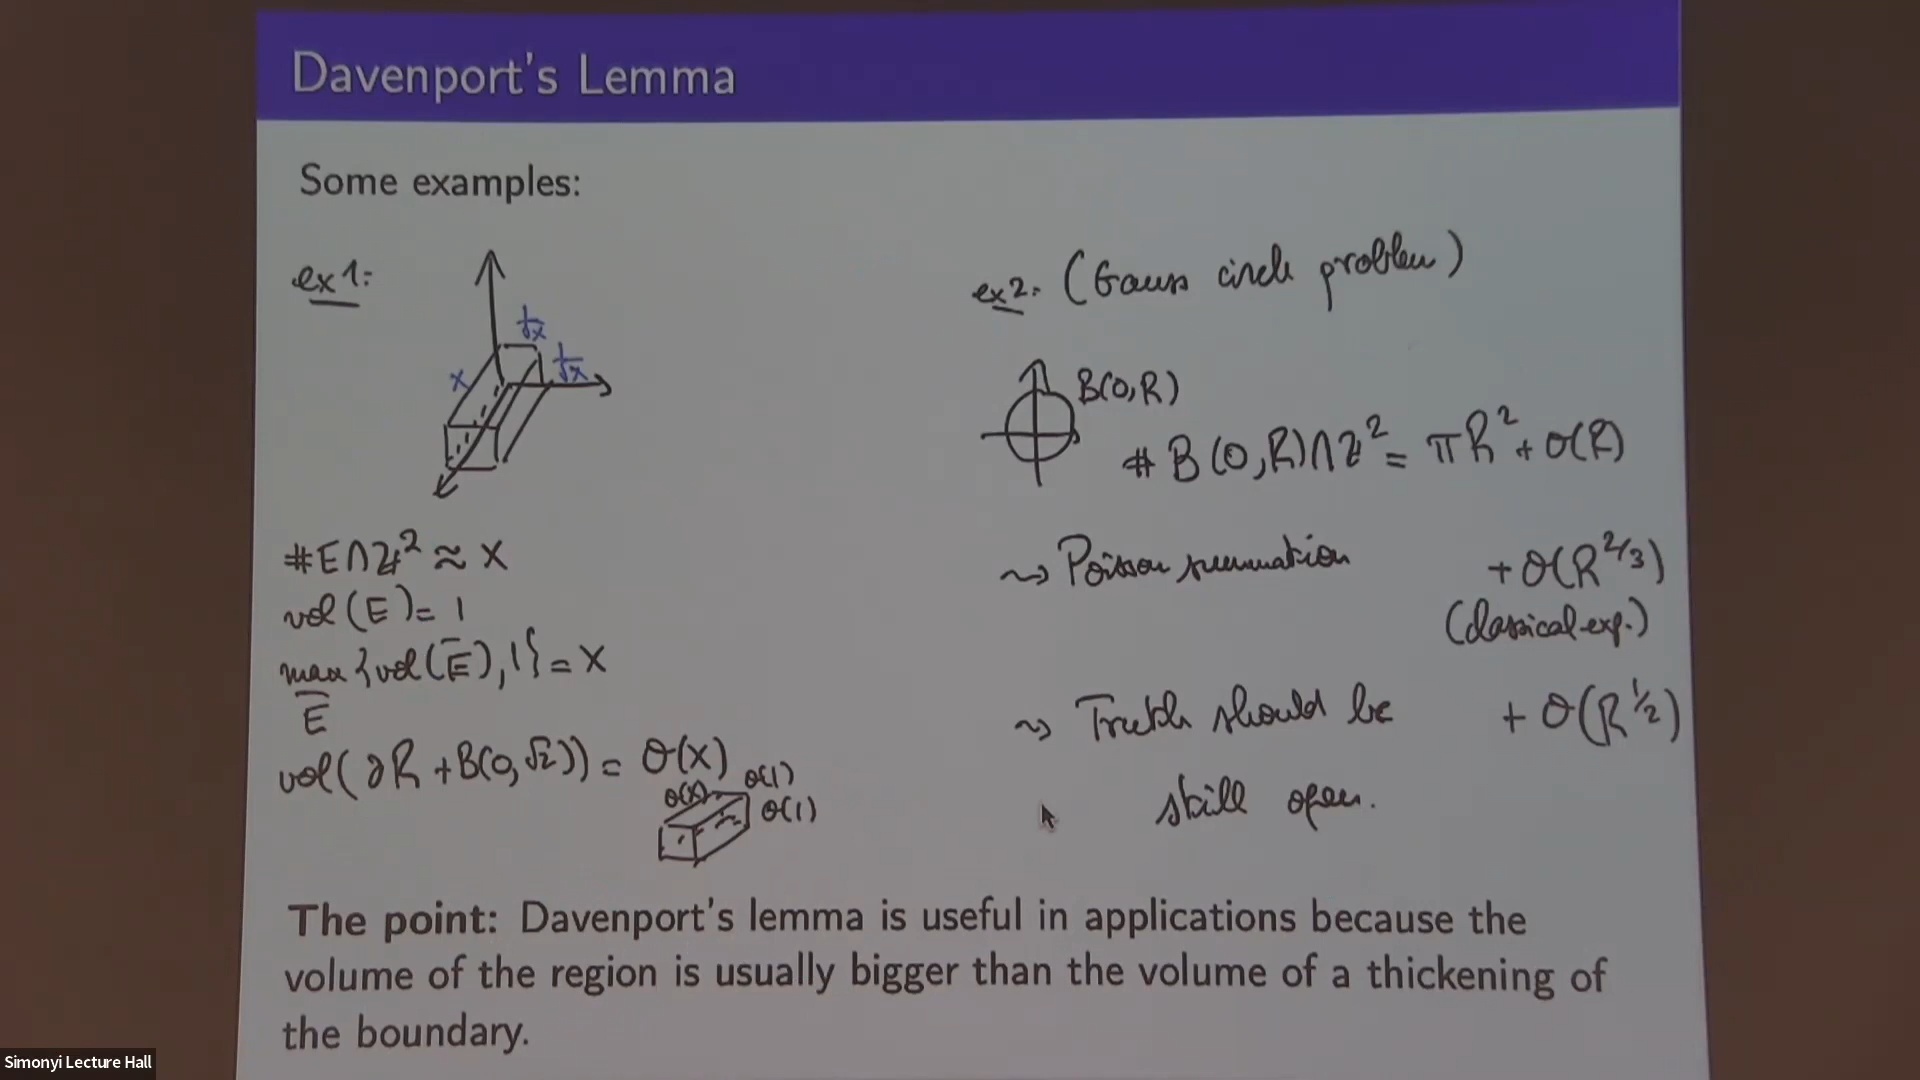 Davenport's Lemma
Some examples:
ex1:
1/√x
1/√x
x
#E∩ℤ² ≈ X
vol(E) = 1
max{vol(Ē),1} = X
Ē
vol(∂R + B(0,√2)) = O(X)
O(X)
O(1)
O(1)
ex2: (Gauss circle problem)
B(0,R)
# B(0,R)∩ℤ² = πR² + O(R)
⇝ Poisson summation + O(R^{2/3})
(Classical exp.)
⇝ Truth should be + O(R^{1/2})
still open.
The point: Davenport's lemma is useful in applications because the
volume of the region is usually bigger than the volume of a thickening of
the boundary.
Simonyi Lecture Hall